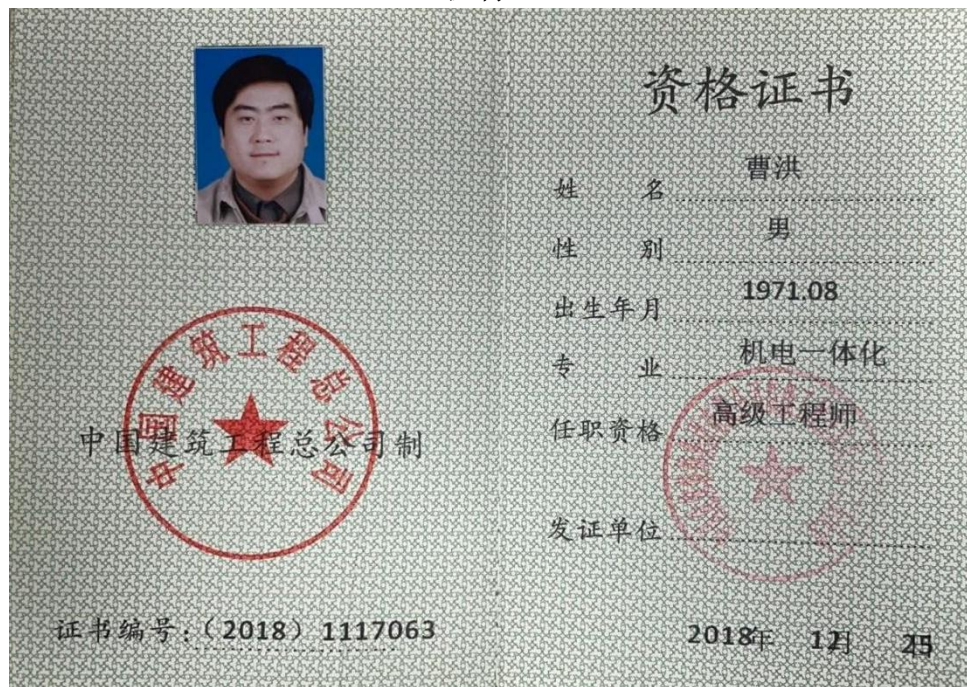 中国建筑工程总公司
中国建筑工程总公司制
证书编号:（2018）1117063
资格证书
姓 名 曹洪
性 别 男
出生年月 1971.08
专 业 机电一体化
任职资格 高级工程师
发证单位
2018年 12月 25